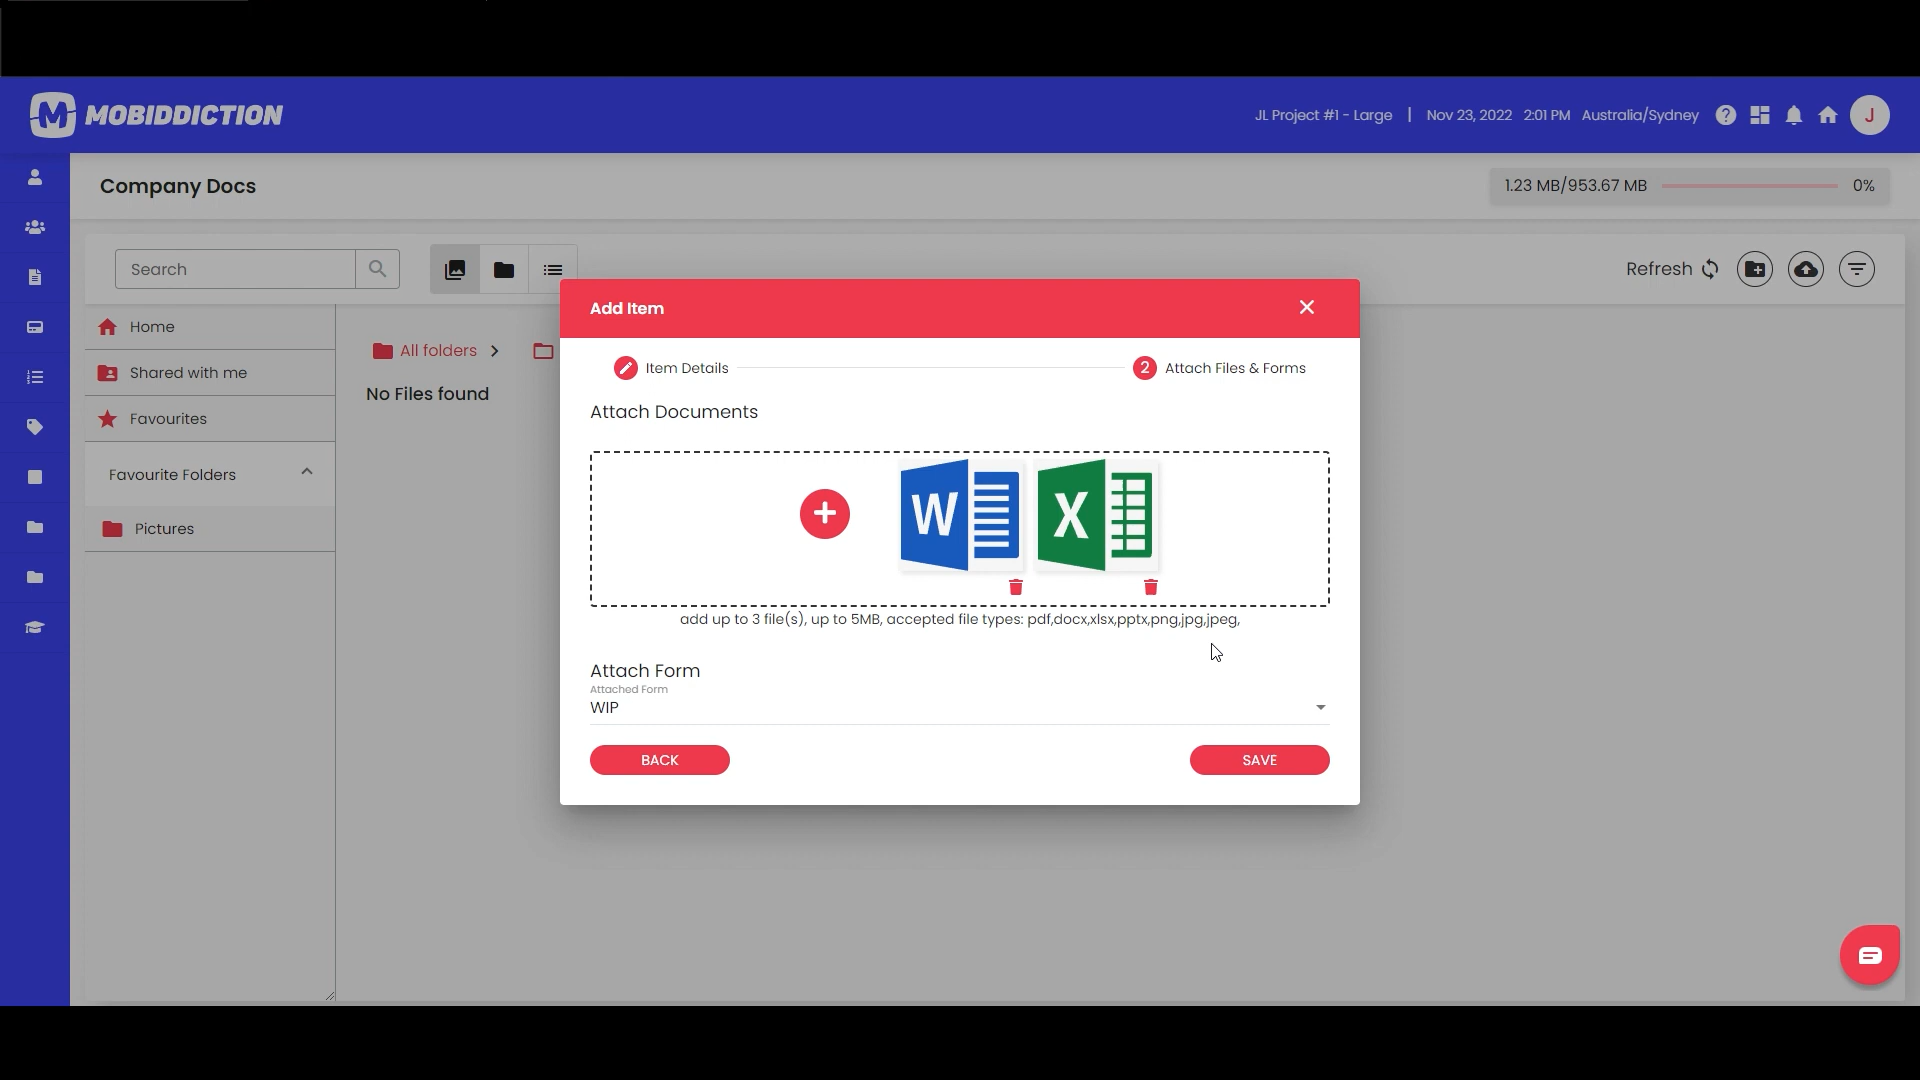 MOBIDDICTION
JL Project #1 - Large | Nov 23, 2022 2:01 PM Australia/Sydney ? J
Company Docs
1.23 MB/953.67 MB 0%
Search
Refresh
Home
Shared with me
Favourites
Favourite Folders
Pictures
All folders
No Files found
Add Item
Item Details
2 Attach Files & Forms
Attach Documents
W X
add up to 3 file(s), up to 5MB, accepted file types: pdf,docx,xlsx,pptx,png,jpg,jpeg,
Attach Form
Attached Form
WIP
BACK
SAVE